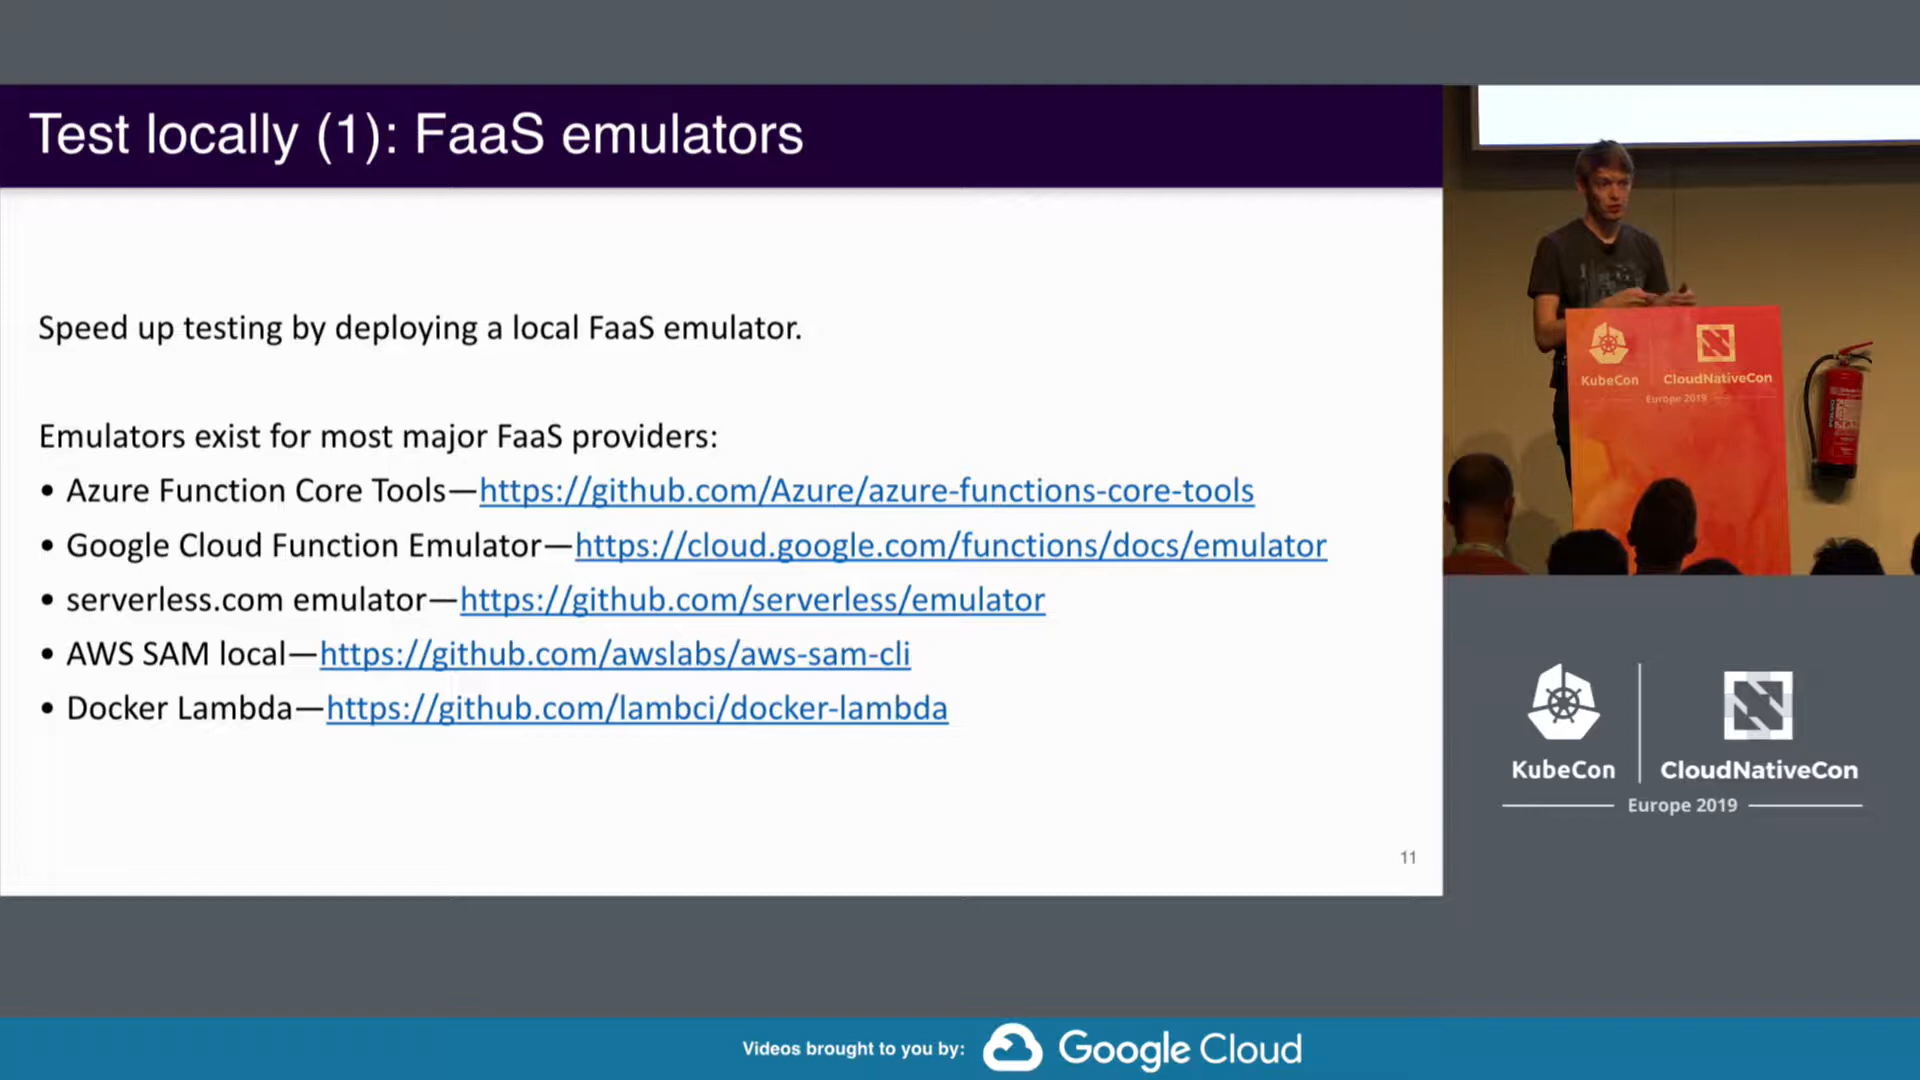 Test locally (1): FaaS emulators
Speed up testing by deploying a local FaaS emulator.
Emulators exist for most major FaaS providers:
• Azure Function Core Tools—https://github.com/Azure/azure-functions-core-tools
• Google Cloud Function Emulator—https://cloud.google.com/functions/docs/emulator
• serverless.com emulator—https://github.com/serverless/emulator
• AWS SAM local—https://github.com/awslabs/aws-sam-cli
• Docker Lambda—https://github.com/lambci/docker-lambda
11
KubeCon CloudNativeCon
Europe 2019
KubeCon CloudNativeCon
Europe 2019
Videos brought to you by: Google Cloud